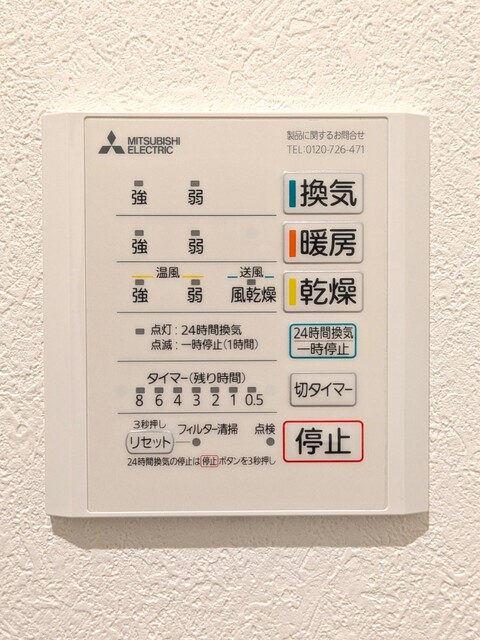 MITSUBISHI
ELECTRIC
製品に関するお問合せ
TEL:0120-726-471
強 弱 換気
強 弱 暖房
温風 送風
強 弱 風乾燥 乾燥
点灯:24時間換気
点滅:一時停止(1時間)
24時間換気
一時停止
タイマー(残り時間)
8 6 4 3 2 1 0.5
切タイマー
3秒押し
リセット フィルター清掃 点検
停止
24時間換気の停止は停止ボタンを3秒押し